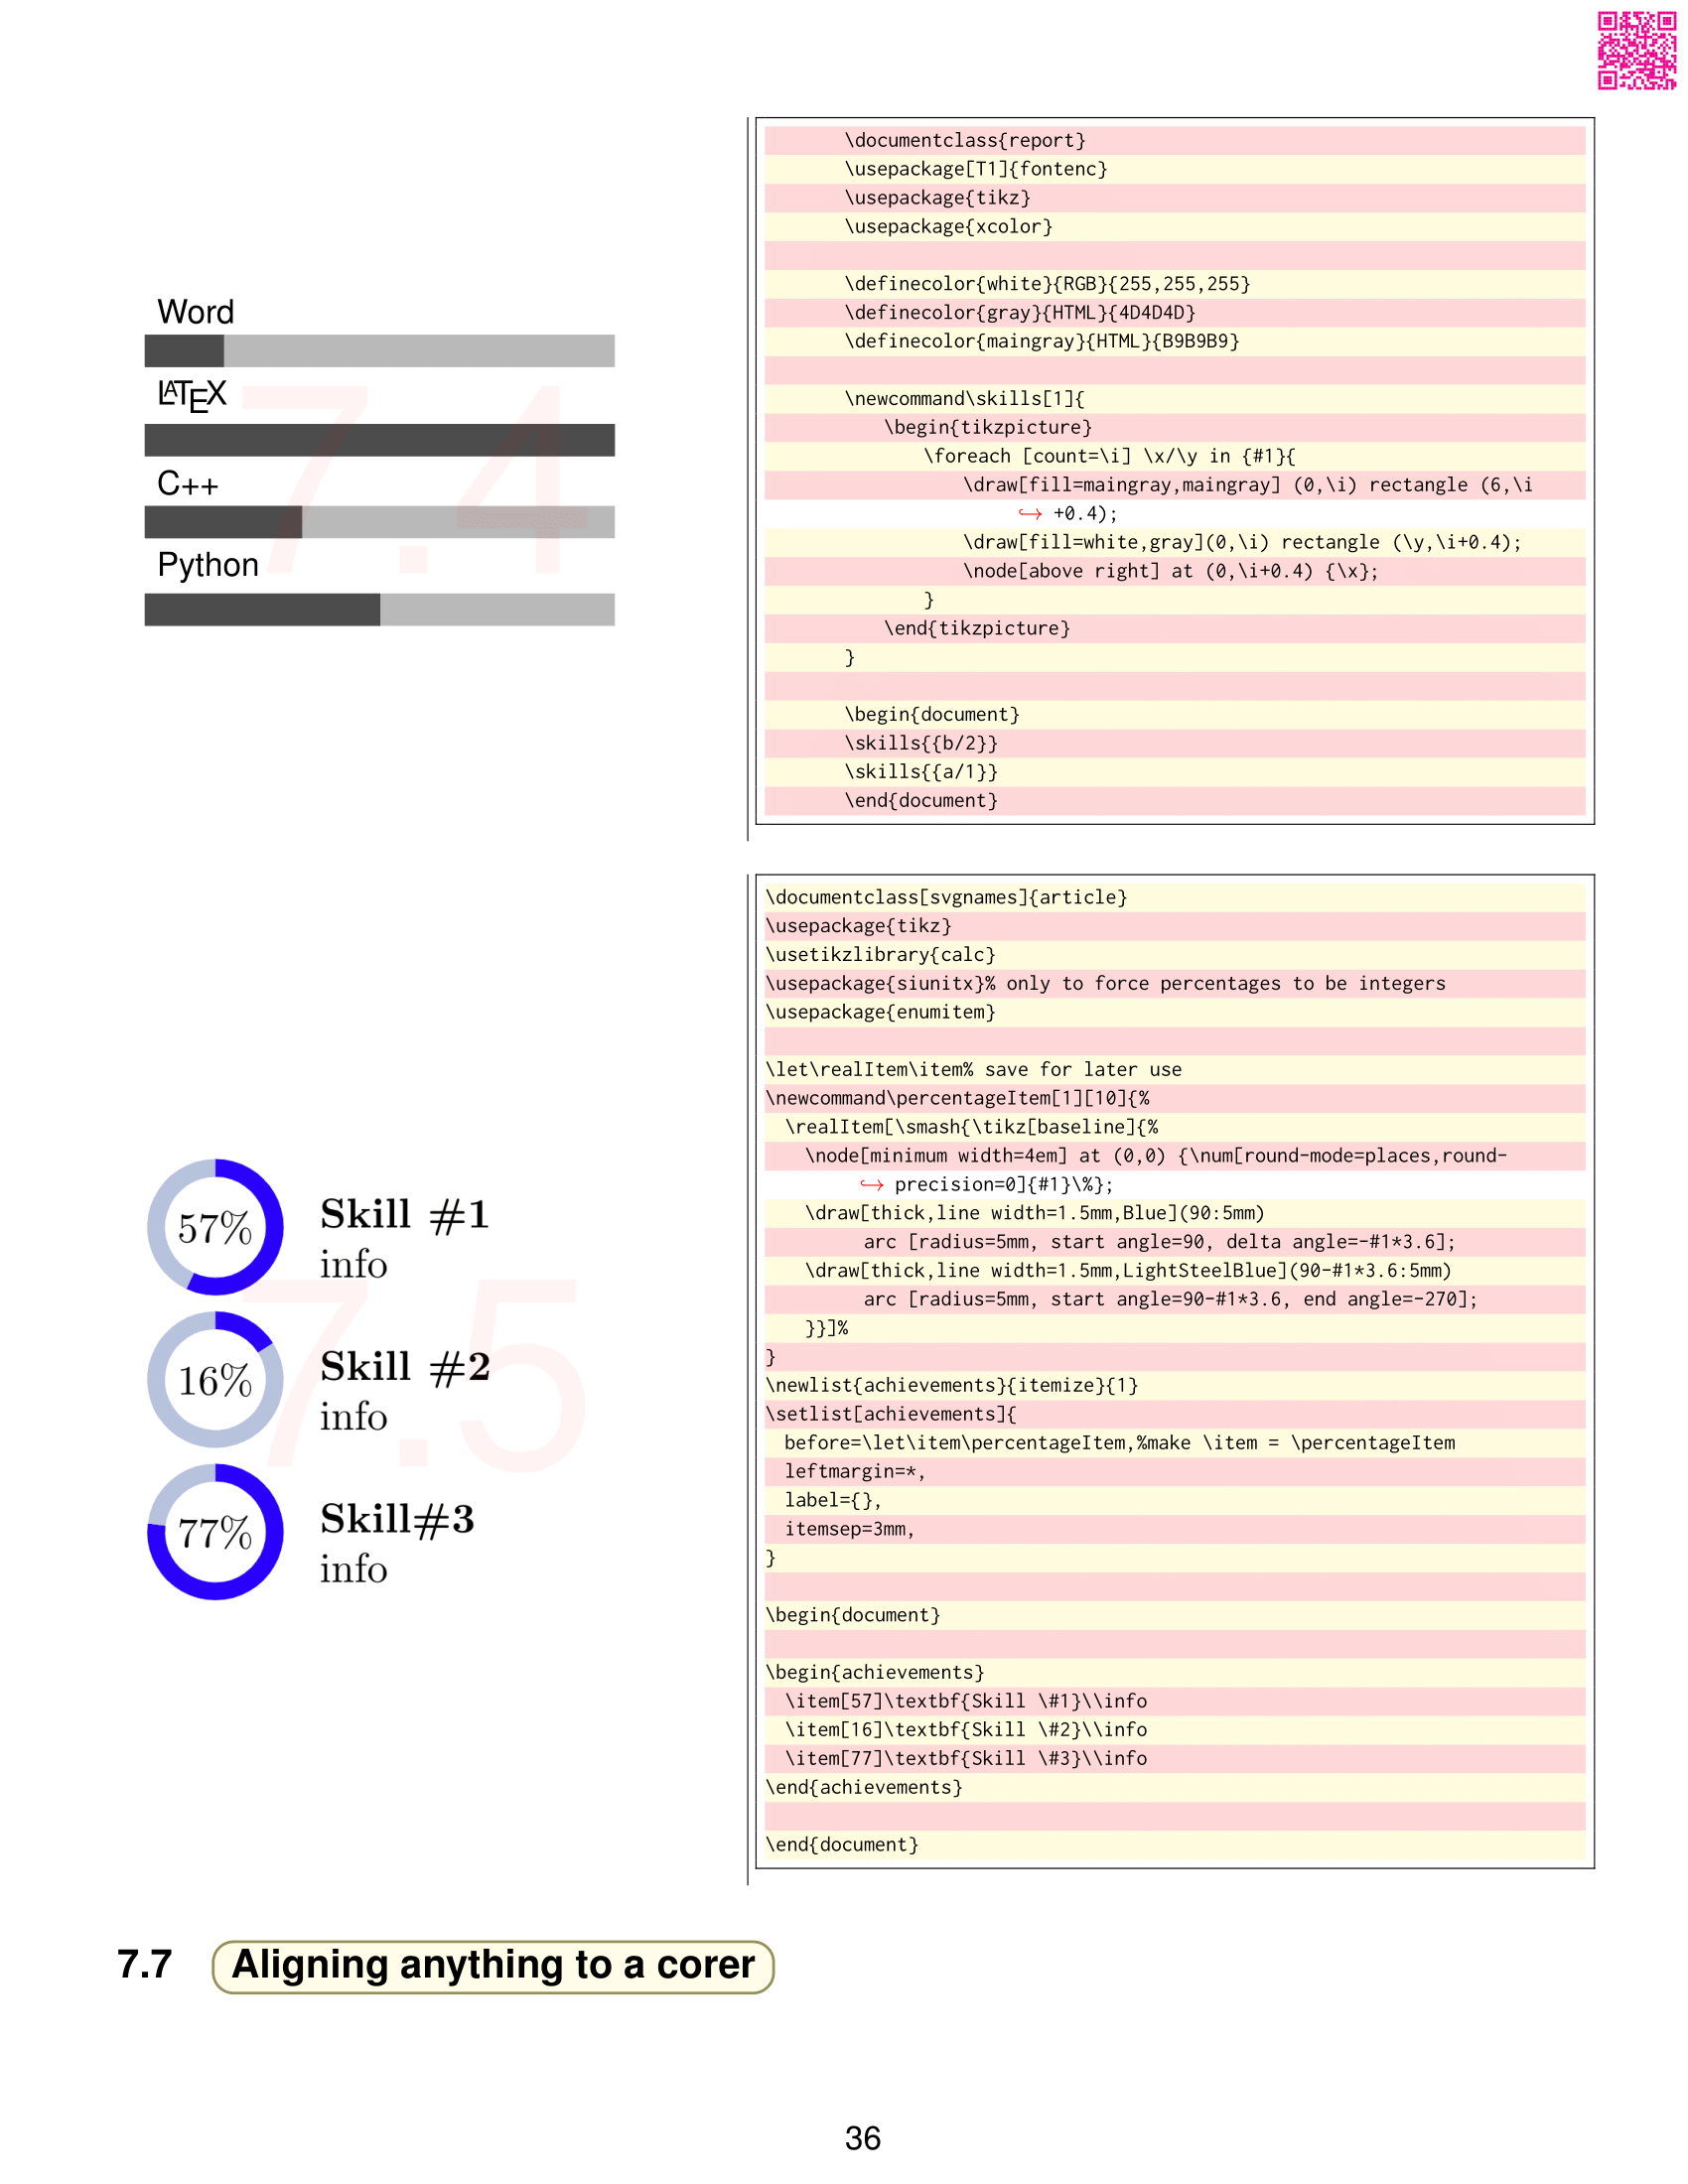 Word
LATEX
C++
Python
7.4
\documentclass{report}
\usepackage[T1]{fontenc}
\usepackage{tikz}
\usepackage{xcolor}
\definecolor{white}{RGB}{255,255,255}
\definecolor{gray}{HTML}{4D4D4D}
\definecolor{maingray}{HTML}{B9B9B9}
\newcommand\skills[1]{
\begin{tikzpicture}
\foreach [count=\i] \x/\y in {#1}{
\draw[fill=maingray,maingray] (0,\i) rectangle (6,\i
↪ +0.4);
\draw[fill=white,gray](0,\i) rectangle (\y,\i+0.4);
\node[above right] at (0,\i+0.4) {\x};
}
\end{tikzpicture}
}
\begin{document}
\skills{{b/2}}
\skills{{a/1}}
\end{document}
57%
Skill #1
info
16%
Skill #2
info
77%
Skill#3
info
7.5
\documentclass[svgnames]{article}
\usepackage{tikz}
\usetikzlibrary{calc}
\usepackage{siunitx}% only to force percentages to be integers
\usepackage{enumitem}
\let\realItem\item% save for later use
\newcommand\percentageItem[1][10]{%
\realItem[\smash{\tikz[baseline]{%
\node[minimum width=4em] at (0,0) {\num[round-mode=places,round-
↪ precision=0]{#1}\%};
\draw[thick,line width=1.5mm,Blue](90:5mm)
arc [radius=5mm, start angle=90, delta angle=-#1*3.6];
\draw[thick,line width=1.5mm,LightSteelBlue](90-#1*3.6:5mm)
arc [radius=5mm, start angle=90-#1*3.6, end angle=-270];
}}]%
}
\newlist{achievements}{itemize}{1}
\setlist[achievements]{
before=\let\item\percentageItem,%make \item = \percentageItem
leftmargin=*,
label={},
itemsep=3mm,
}
\begin{document}
\begin{achievements}
\item[57]\textbf{Skill \#1}\\info
\item[16]\textbf{Skill \#2}\\info
\item[77]\textbf{Skill \#3}\\info
\end{achievements}
\end{document}
7.7 Aligning anything to a corer
36